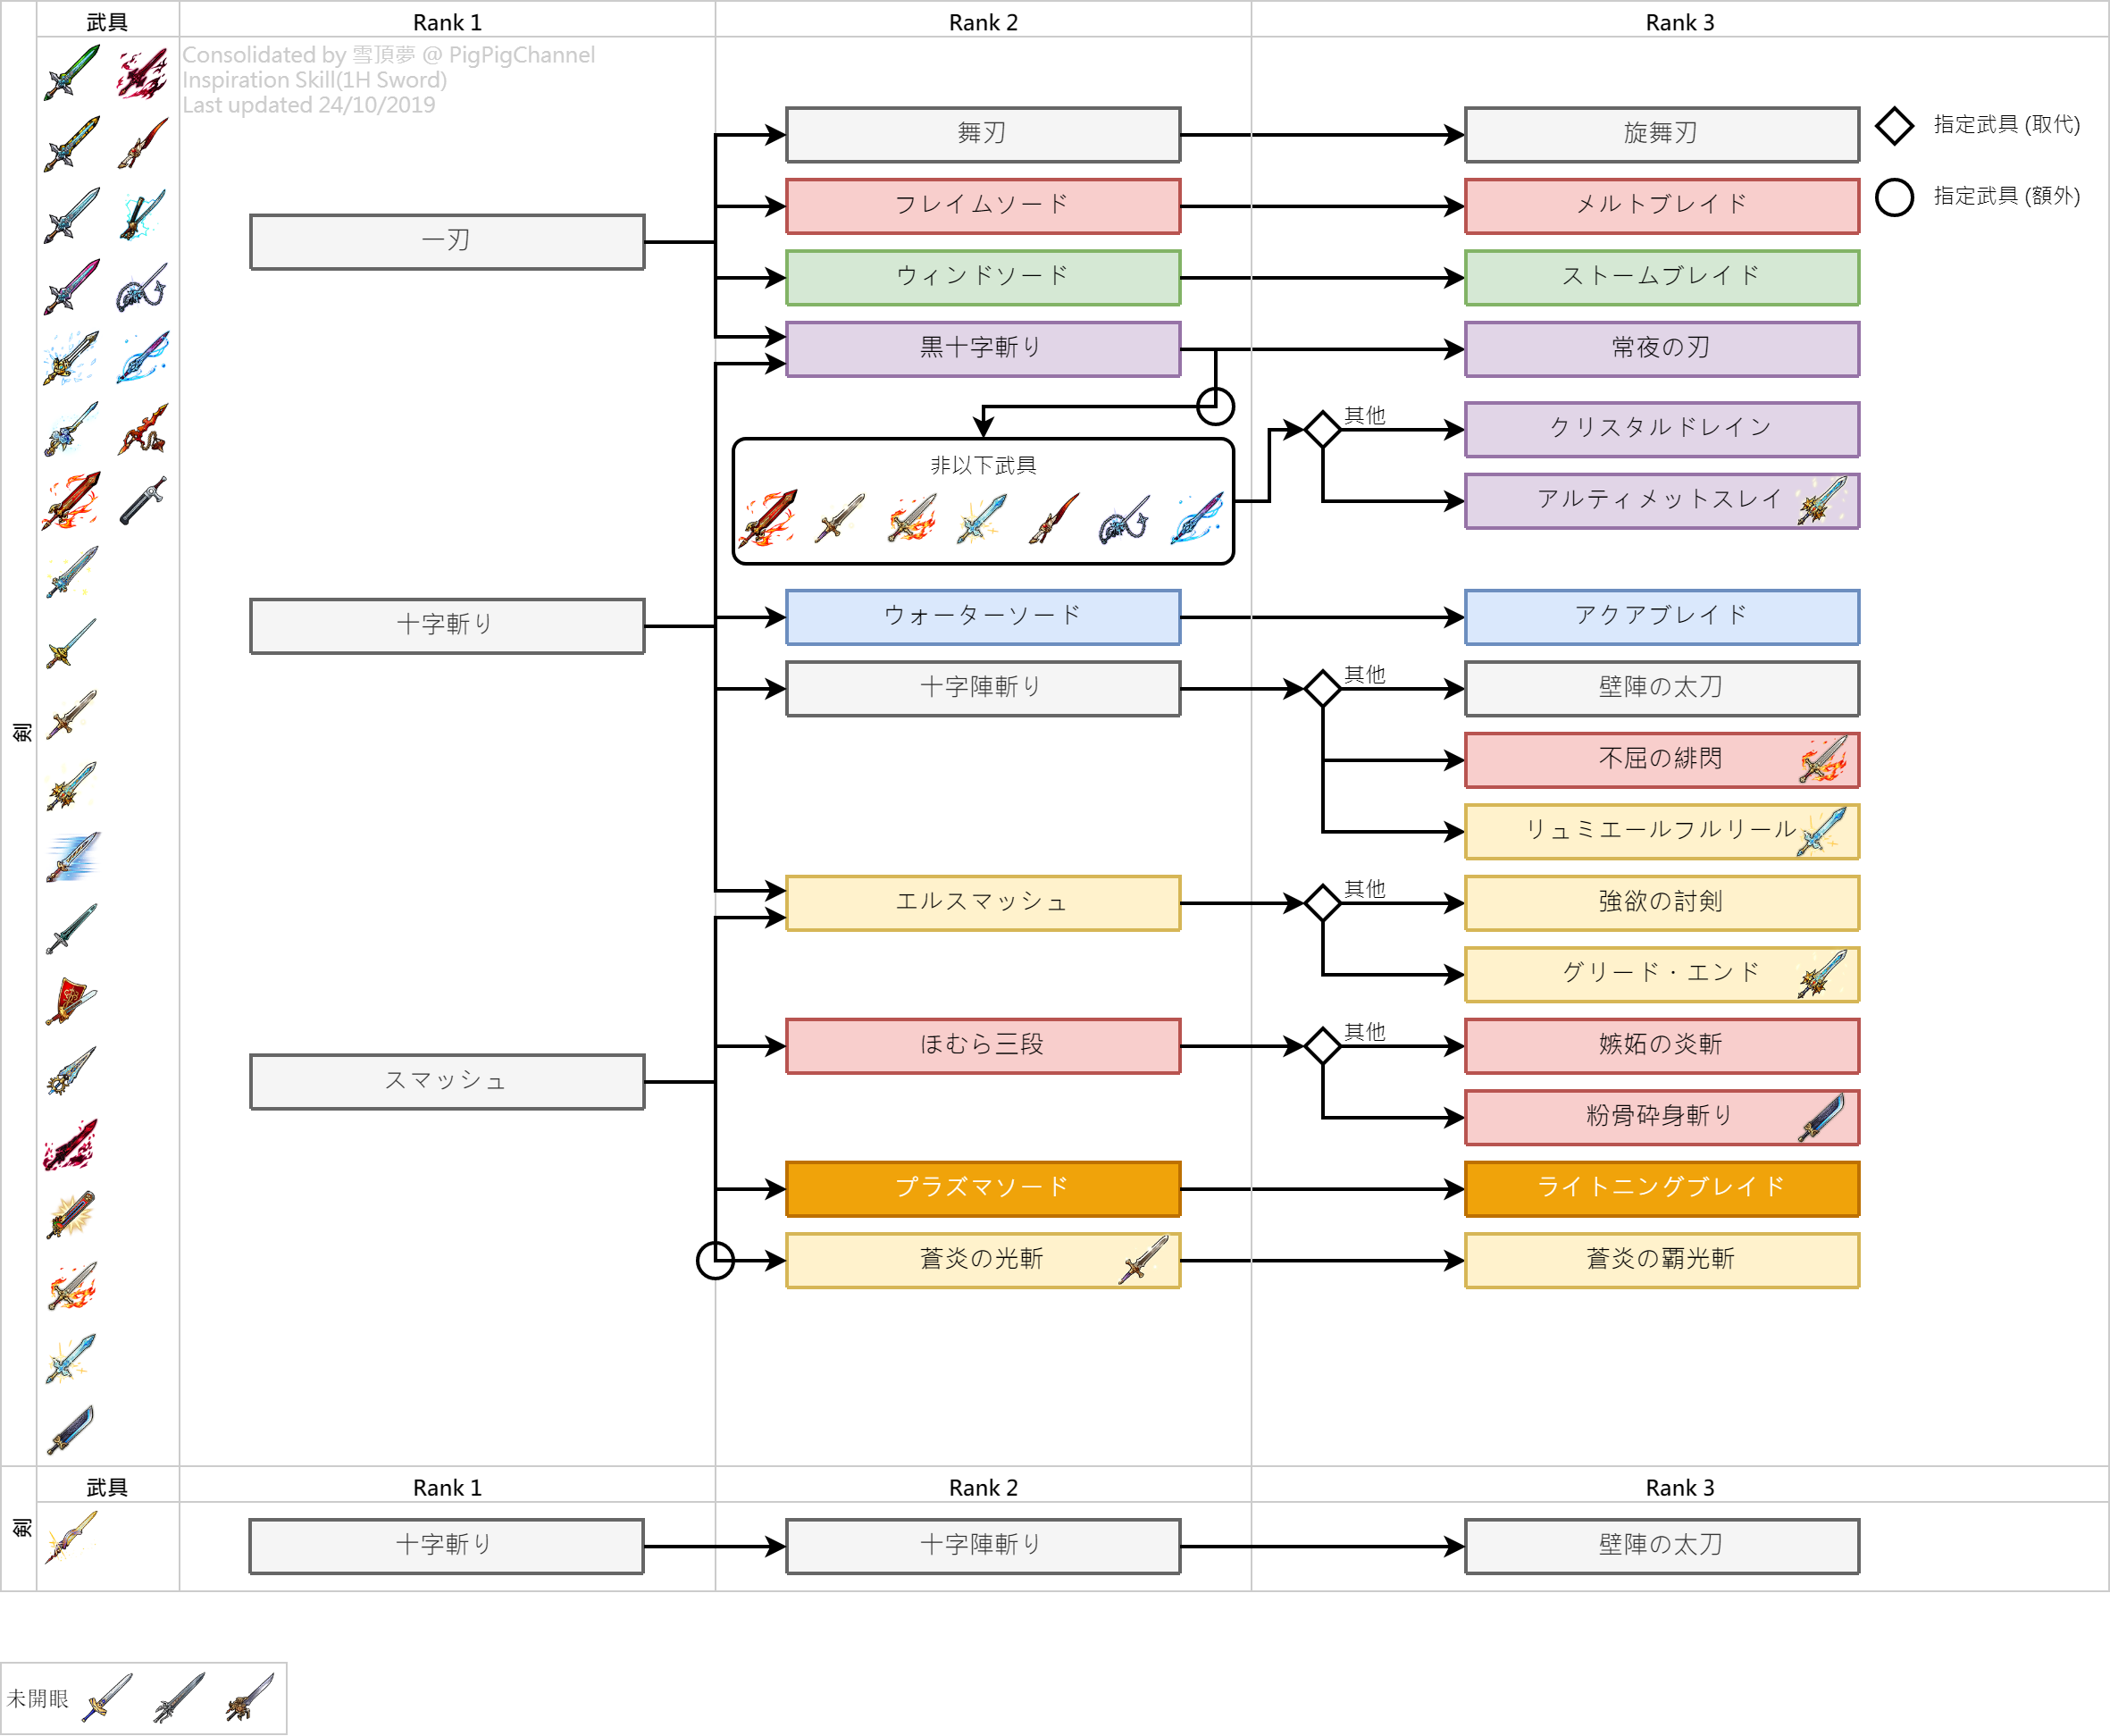 武具
Rank 1
Rank 2
Rank 3
Consolidated by 雪頂夢 @ PigPigChannel
Inspiration Skill(1H Sword)
Last updated 24/10/2019
剣
一刃
十字斬り
スマッシュ
舞刃
フレイムソード
ウィンドソード
黒十字斬り
非以下武具
ウォーターソード
十字陣斬り
エルスマッシュ
ほむら三段
プラズマソード
蒼炎の光斬
旋舞刃
メルトブレイド
ストームブレイド
常夜の刃
其他
クリスタルドレイン
アルティメットスレイ
アクアブレイド
其他
壁陣の太刀
不屈の緋閃
リュミエールフルリール
其他
強欲の討剣
グリード・エンド
其他
嫉妬の炎斬
粉骨砕身斬り
ライトニングブレイド
蒼炎の覇光斬
指定武具 (取代)
指定武具 (額外)
武具
Rank 1
Rank 2
Rank 3
剣
十字斬り
十字陣斬り
壁陣の太刀
未開眼